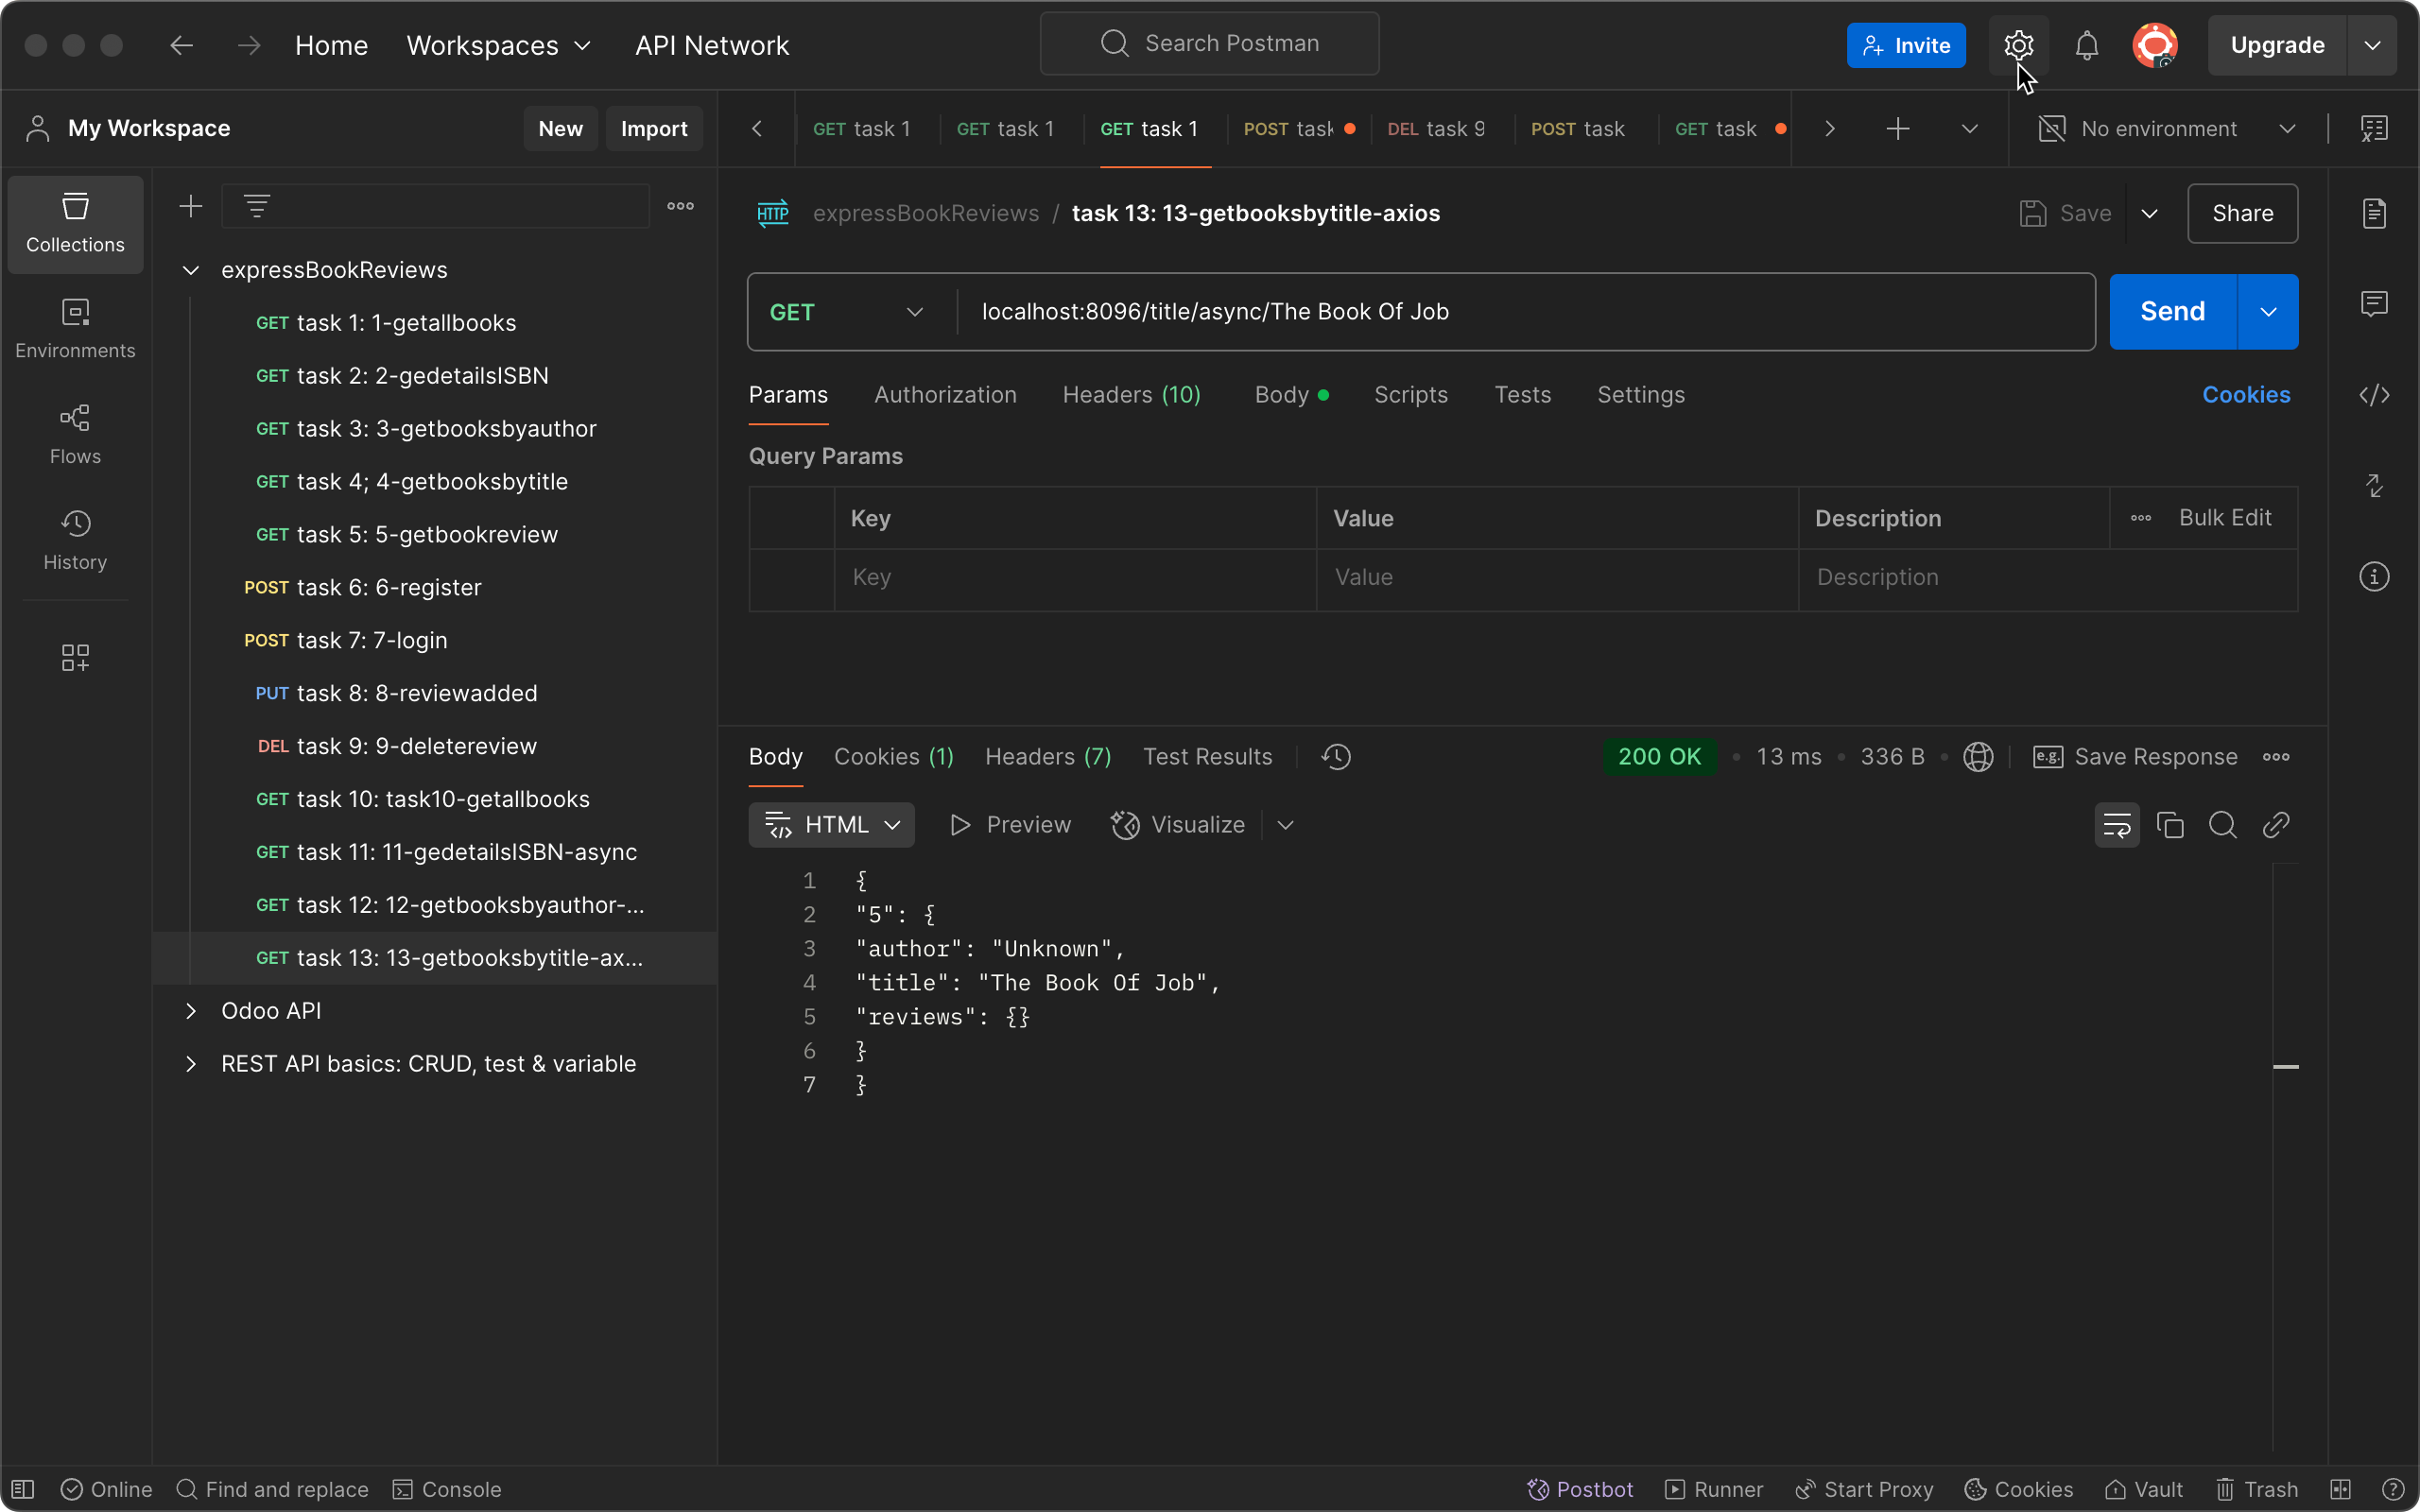 Home Workspaces API Network Search Postman Invite Upgrade
My Workspace New Import GET task 1 GET task 1 GET task 1 POST task DEL task 9 POST task GET task No environment
Collections
Environments
Flows
History
expressBookReviews
GET task 1: 1-getallbooks
GET task 2: 2-gedetailsISBN
GET task 3: 3-getbooksbyauthor
GET task 4; 4-getbooksbytitle
GET task 5: 5-getbookreview
POST task 6: 6-register
POST task 7: 7-login
PUT task 8: 8-reviewadded
DEL task 9: 9-deletereview
GET task 10: task10-getallbooks
GET task 11: 11-gedetailsISBN-async
GET task 12: 12-getbooksbyauthor-...
GET task 13: 13-getbooksbytitle-ax...
Odoo API
REST API basics: CRUD, test & variable
HTTP expressBookReviews / task 13: 13-getbooksbytitle-axios Save Share
GET localhost:8096/title/async/The Book Of Job Send
Params Authorization Headers (10) Body Scripts Tests Settings Cookies
Query Params
Key Value Description Bulk Edit
Key Value Description
Body Cookies (1) Headers (7) Test Results 200 OK 13 ms 336 B e.g. Save Response
HTML Preview Visualize
1 {
2 "5": {
3 "author": "Unknown",
4 "title": "The Book Of Job",
5 "reviews": {}
6 }
7 }
Online Find and replace Console Postbot Runner Start Proxy Cookies Vault Trash